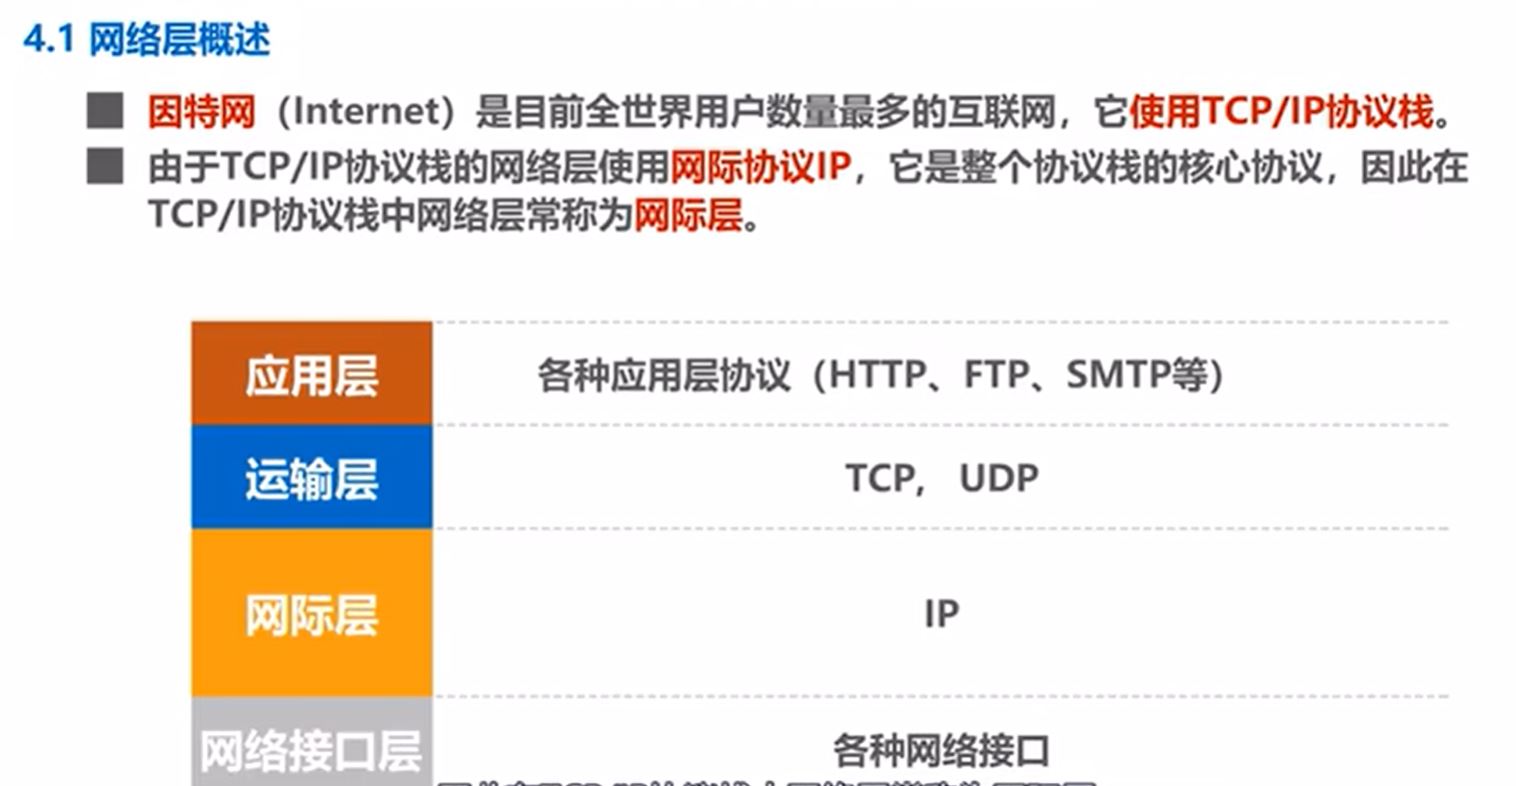 4.1 网络层概述
因特网（Internet）是目前全世界用户数量最多的互联网，它使用TCP/IP协议栈。
由于TCP/IP协议栈的网络层使用网际协议IP，它是整个协议栈的核心协议，因此在
TCP/IP协议栈中网络层常称为网际层。
应用层 各种应用层协议（HTTP、FTP、SMTP等）
运输层 TCP， UDP
网际层 IP
网络接口层 各种网络接口